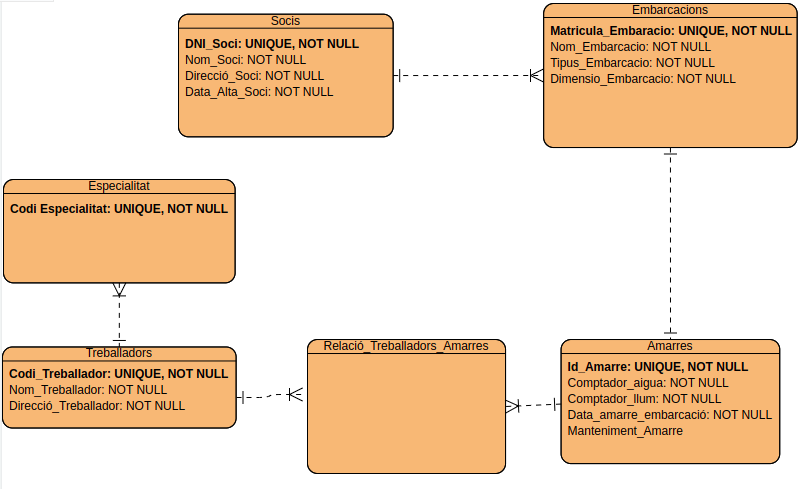 Socis
DNI_Soci: UNIQUE, NOT NULL
Nom_Soci: NOT NULL
Direcció_Soci: NOT NULL
Data_Alta_Soci: NOT NULL
Embarcacions
Matricula_Embaracio: UNIQUE, NOT NULL
Nom_Embarcacio: NOT NULL
Tipus_Embarcacio: NOT NULL
Dimensio_Embarcacio: NOT NULL
Especialitat
Codi Especialitat: UNIQUE, NOT NULL
Treballadors
Codi_Treballador: UNIQUE, NOT NULL
Nom_Treballador: NOT NULL
Direcció_Treballador: NOT NULL
Relació_Treballadors_Amarres
Amarres
Id_Amarre: UNIQUE, NOT NULL
Comptador_aigua: NOT NULL
Comptador_llum: NOT NULL
Data_amarre_embarcació: NOT NULL
Manteniment_Amarre